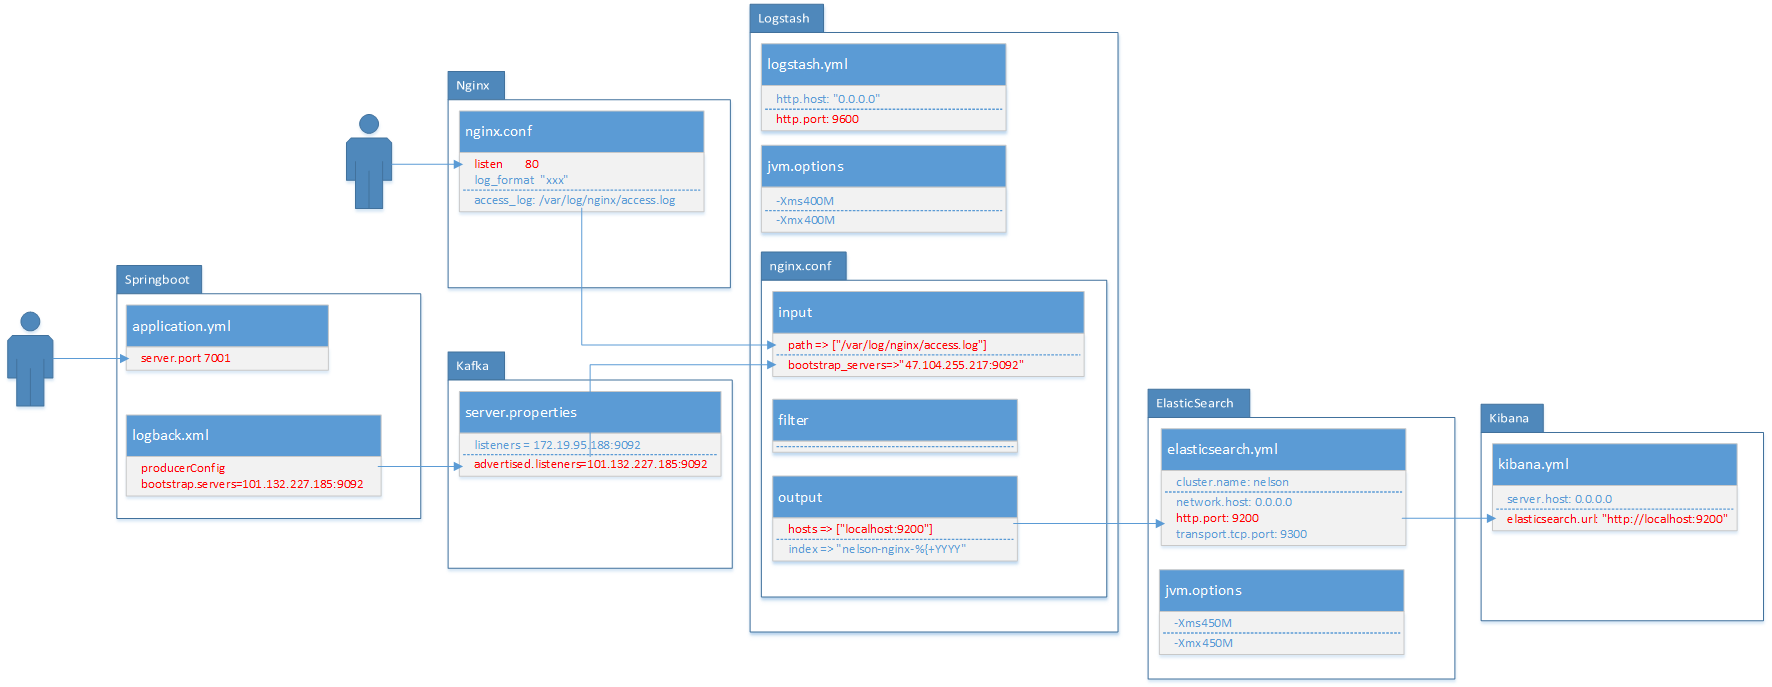 Springboot
application.yml
server.port 7001
logback.xml
producerConfig
bootstrap.servers=101.132.227.185:9092
Nginx
nginx.conf
listen 80
log_format "xxx"
access_log: /var/log/nginx/access.log
Kafka
server.properties
listeners = 172.19.95.188:9092
advertised.listeners=101.132.227.185:9092
Logstash
logstash.yml
http.host: "0.0.0.0"
http.port: 9600
jvm.options
-Xms400M
-Xmx400M
nginx.conf
input
path => ["/var/log/nginx/access.log"]
bootstrap_servers=>"47.104.255.217:9092"
filter
output
hosts => ["localhost:9200"]
index => "nelson-nginx-%{+YYYY"
ElasticSearch
elasticsearch.yml
cluster.name: nelson
network.host: 0.0.0.0
http.port: 9200
transport.tcp.port: 9300
jvm.options
-Xms450M
-Xmx450M
Kibana
kibana.yml
server.host: 0.0.0.0
elasticsearch.url: "http://localhost:9200"